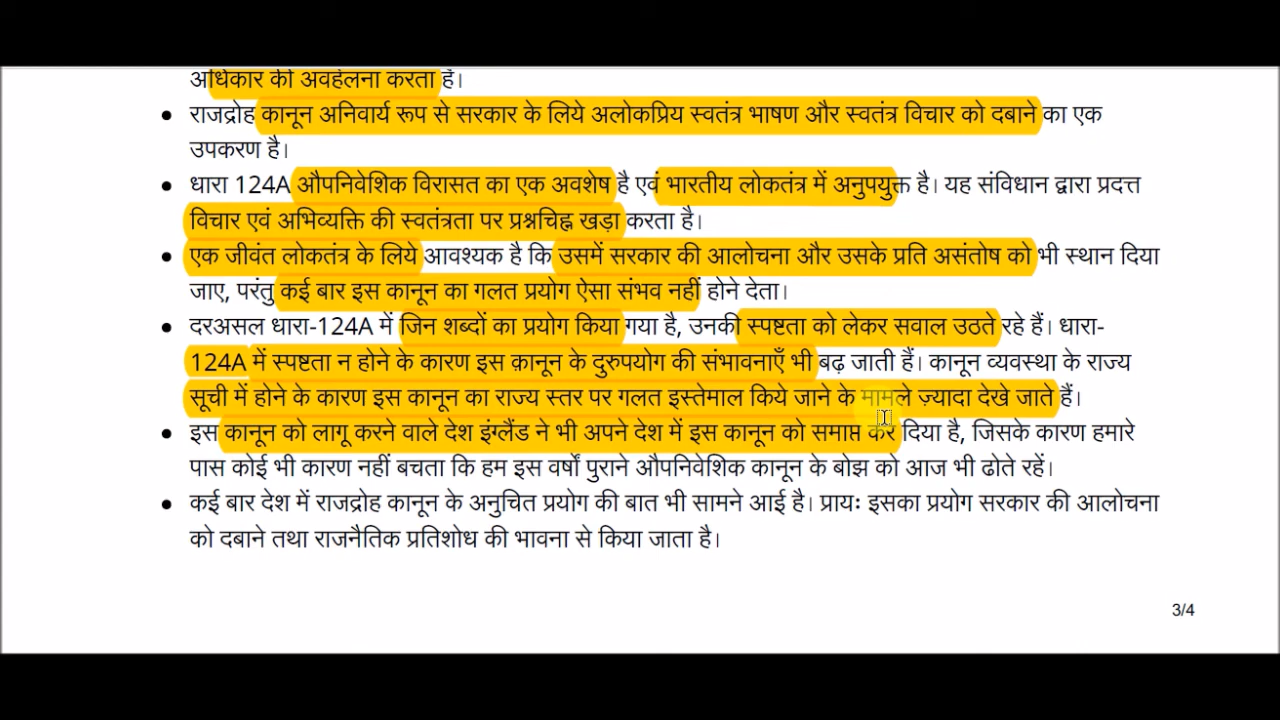 अधिकार की अवहेलना करता है।
राजद्रोह कानून अनिवार्य रूप से सरकार के लिये अलोकप्रिय स्वतंत्र भाषण और स्वतंत्र विचार को दबाने का एक
उपकरण है।
धारा 124A औपनिवेशिक विरासत का एक अवशेष है एवं भारतीय लोकतंत्र में अनुपयुक्त है। यह संविधान द्वारा प्रदत्त
विचार एवं अभिव्यक्ति की स्वतंत्रता पर प्रश्नचिह्न खड़ा करता है।
एक जीवंत लोकतंत्र के लिये आवश्यक है कि उसमें सरकार की आलोचना और उसके प्रति असंतोष को भी स्थान दिया
जाए, परंतु कई बार इस कानून का गलत प्रयोग ऐसा संभव नहीं होने देता।
दरअसल धारा-124A में जिन शब्दों का प्रयोग किया गया है, उनकी स्पष्टता को लेकर सवाल उठते रहे हैं। धारा-
124A में स्पष्टता न होने के कारण इस क़ानून के दुरुपयोग की संभावनाएँ भी बढ़ जाती हैं। कानून व्यवस्था के राज्य
सूची में होने के कारण इस कानून का राज्य स्तर पर गलत इस्तेमाल किये जाने के मामले ज़्यादा देखे जाते हैं।
इस कानून को लागू करने वाले देश इंग्लैंड ने भी अपने देश में इस कानून को समाप्त कर दिया है, जिसके कारण हमारे
पास कोई भी कारण नहीं बचता कि हम इस वर्षों पुराने औपनिवेशिक कानून के बोझ को आज भी ढोते रहें।
कई बार देश में राजद्रोह कानून के अनुचित प्रयोग की बात भी सामने आई है। प्रायः इसका प्रयोग सरकार की आलोचना
को दबाने तथा राजनैतिक प्रतिशोध की भावना से किया जाता है।
3/4